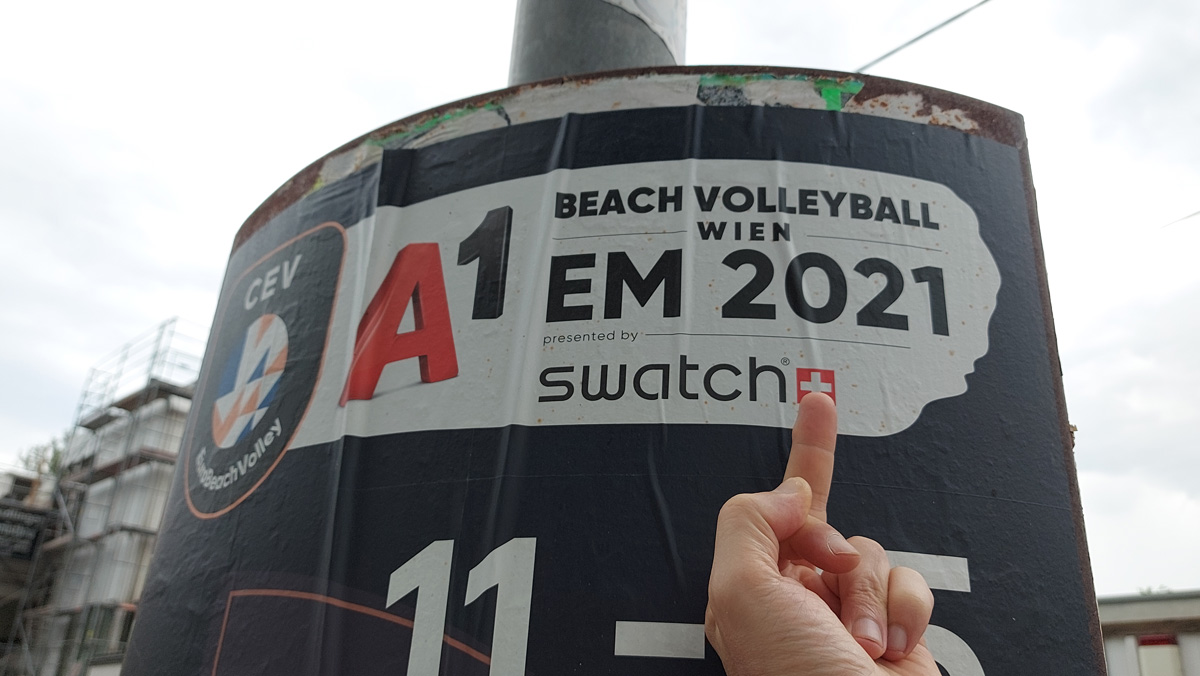 CEV
EuroBeachVolley
A1
BEACH VOLLEYBALL
WIEN
EM 2021
presented by
swatch®
11 –